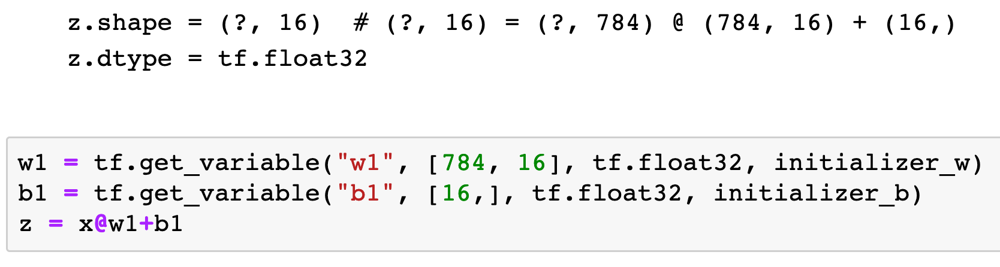 z.shape = (?, 16)  # (?, 16) = (?, 784) @ (784, 16) + (16,)
z.dtype = tf.float32
w1 = tf.get_variable("w1", [784, 16], tf.float32, initializer_w)
b1 = tf.get_variable("b1", [16,], tf.float32, initializer_b)
z = x@w1+b1